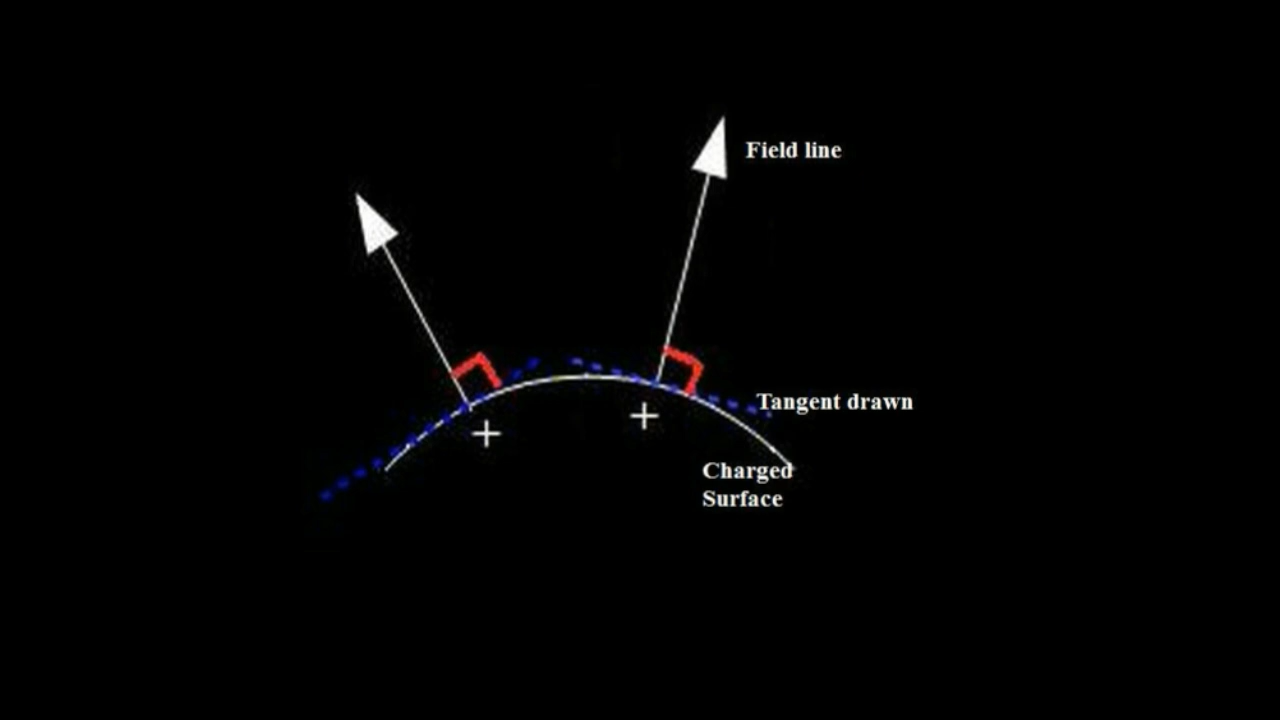 Field line
Tangent drawn
Charged
Surface